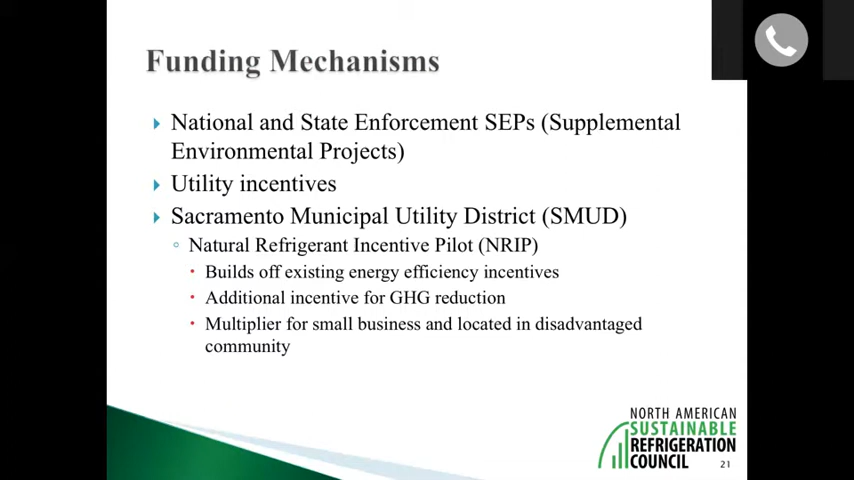 Funding Mechanisms
National and State Enforcement SEPs (Supplemental
Environmental Projects)
Utility incentives
Sacramento Municipal Utility District (SMUD)
Natural Refrigerant Incentive Pilot (NRIP)
Builds off existing energy efficiency incentives
Additional incentive for GHG reduction
Multiplier for small business and located in disadvantaged
community
NORTH AMERICAN
SUSTAINABLE
REFRIGERATION
COUNCIL
21